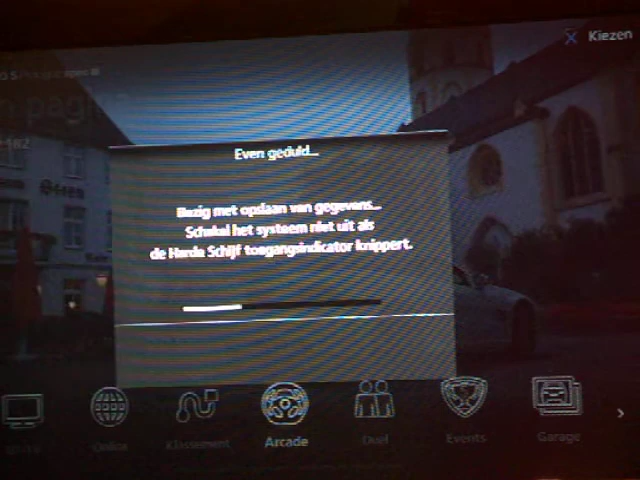 Kiezen
Even geduld...
Bezig met opslaan van gegevens...
Schakel het systeem niet uit als
de Harde Schijf toegangsindicator knippert.
Online
Klassement
Arcade
Duel
Events
Garage